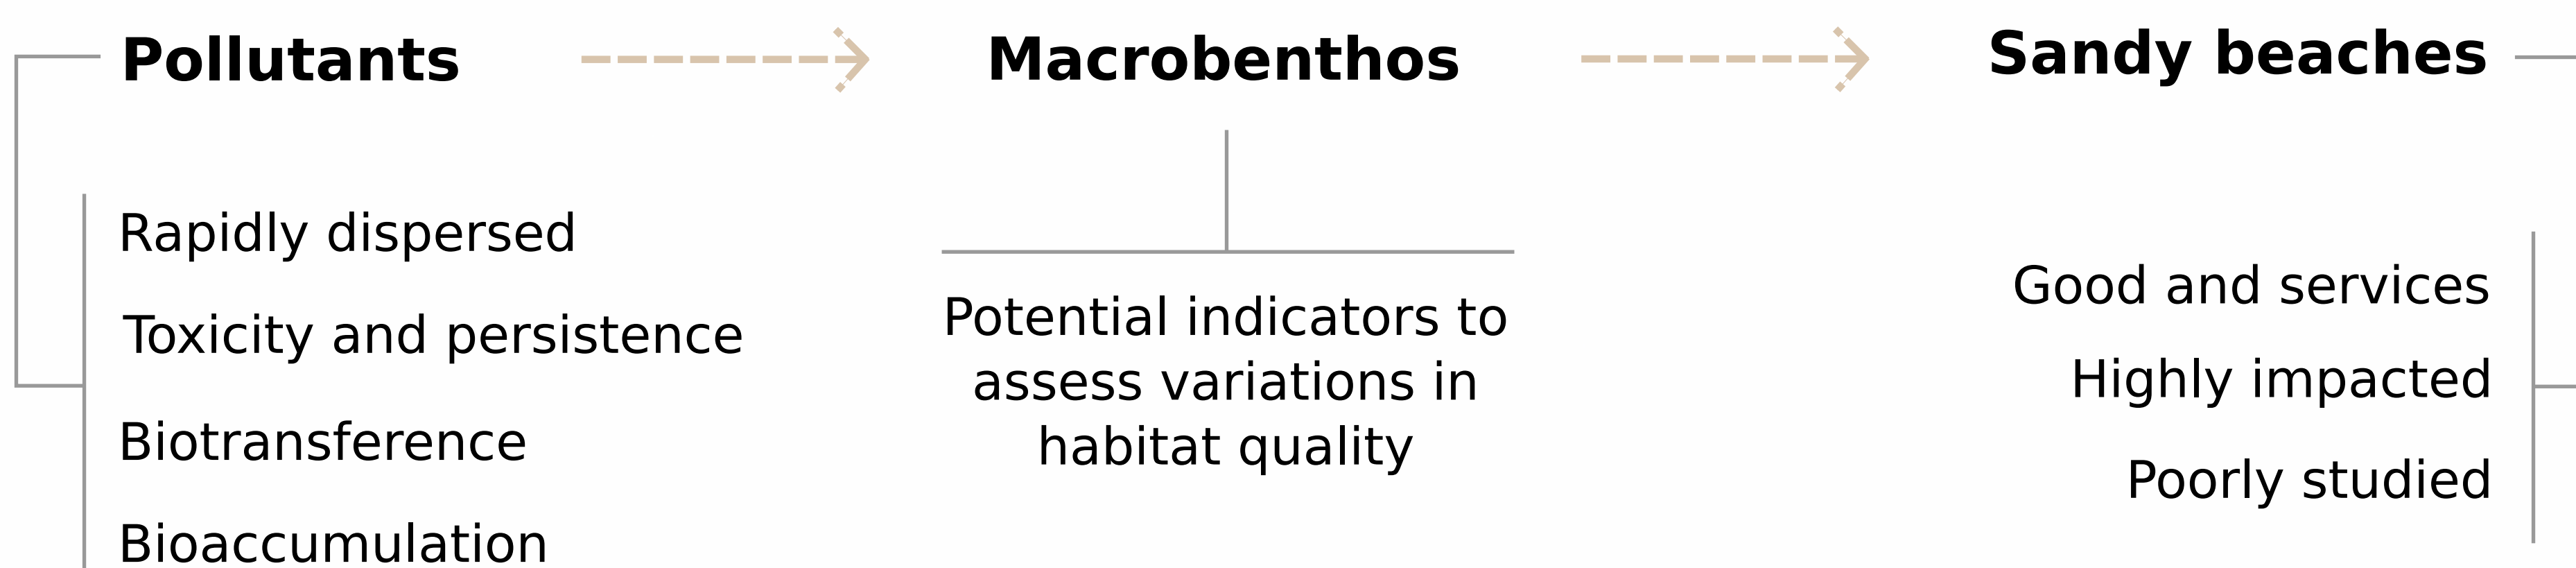 Pollutants
Rapidly dispersed
Toxicity and persistence
Biotransference
Bioaccumulation
Macrobenthos
Potential indicators to
assess variations in
habitat quality
Sandy beaches
Good and services
Highly impacted
Poorly studied